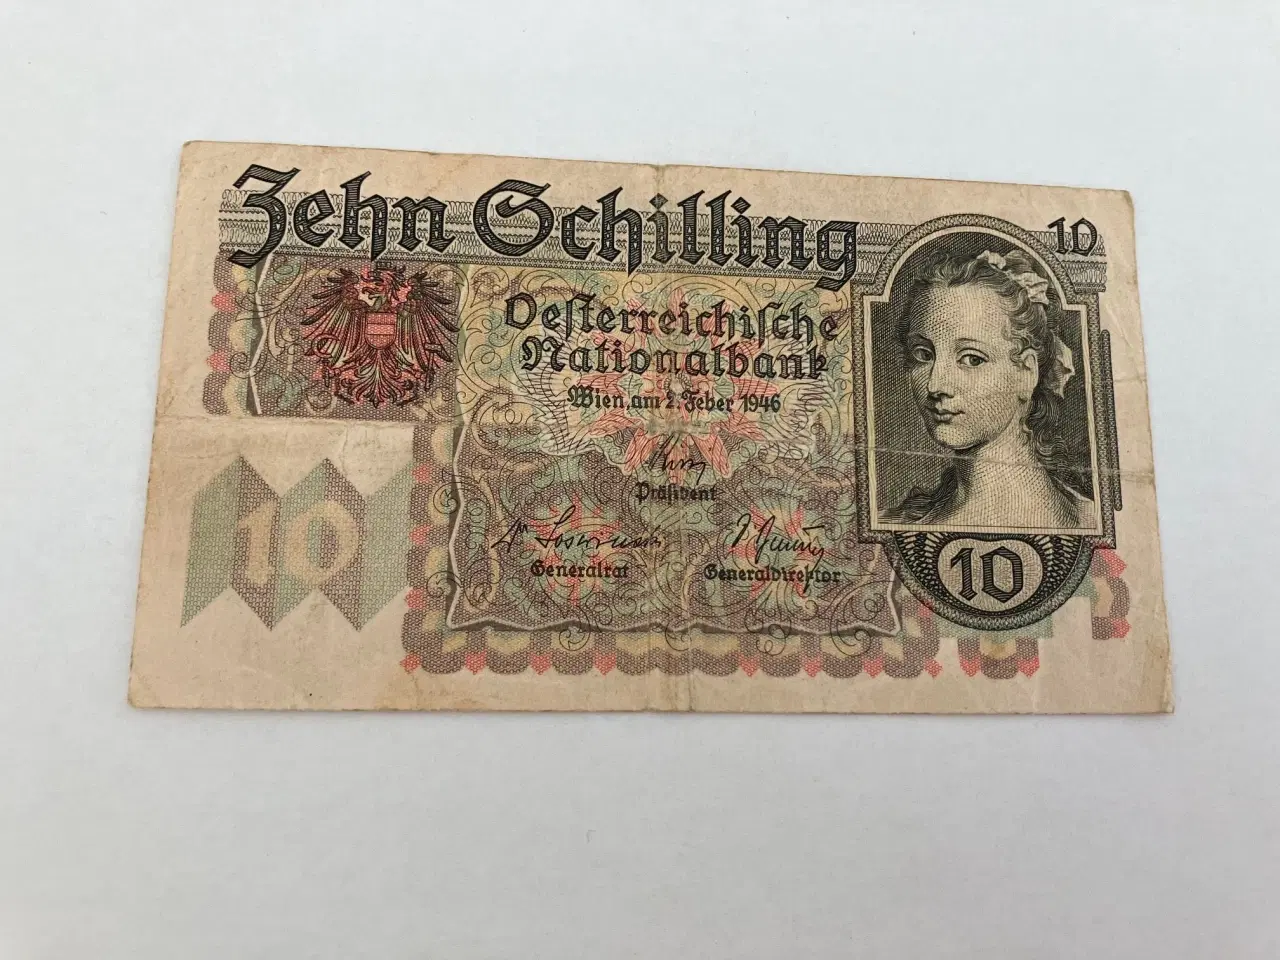 Zehn Schilling
10
Oesterreichische
Nationalbank
Wien, am 2. Feber 1946
Präsident
Generalrat
Generaldirektor
10
10